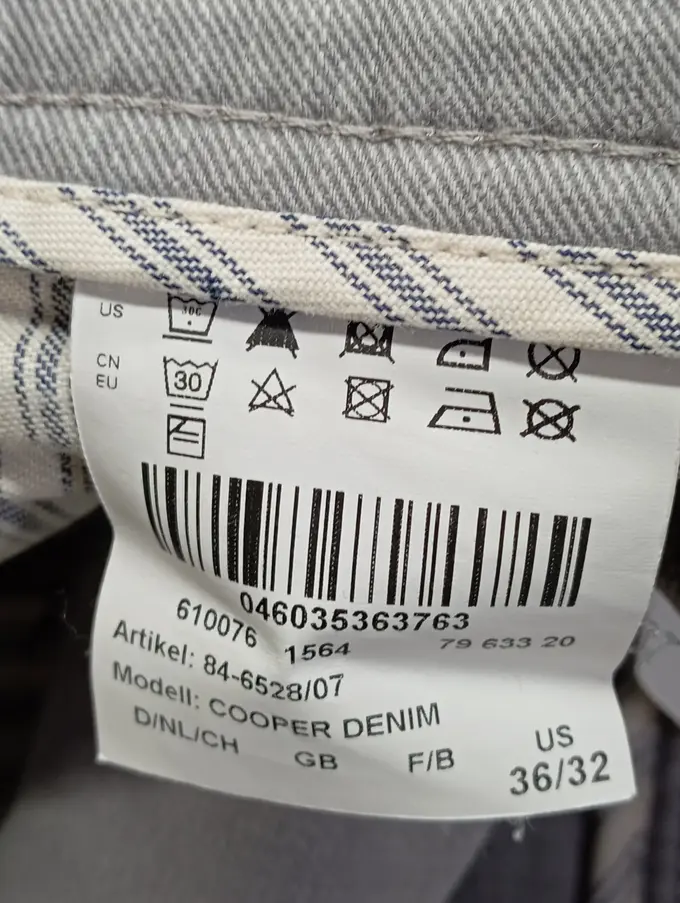 US
30C
CN
EU
30
046035363763
610076 1564 79 633 20
Artikel: 84-6528/07
Modell: COOPER DENIM
D/NL/CH GB F/B US
36/32